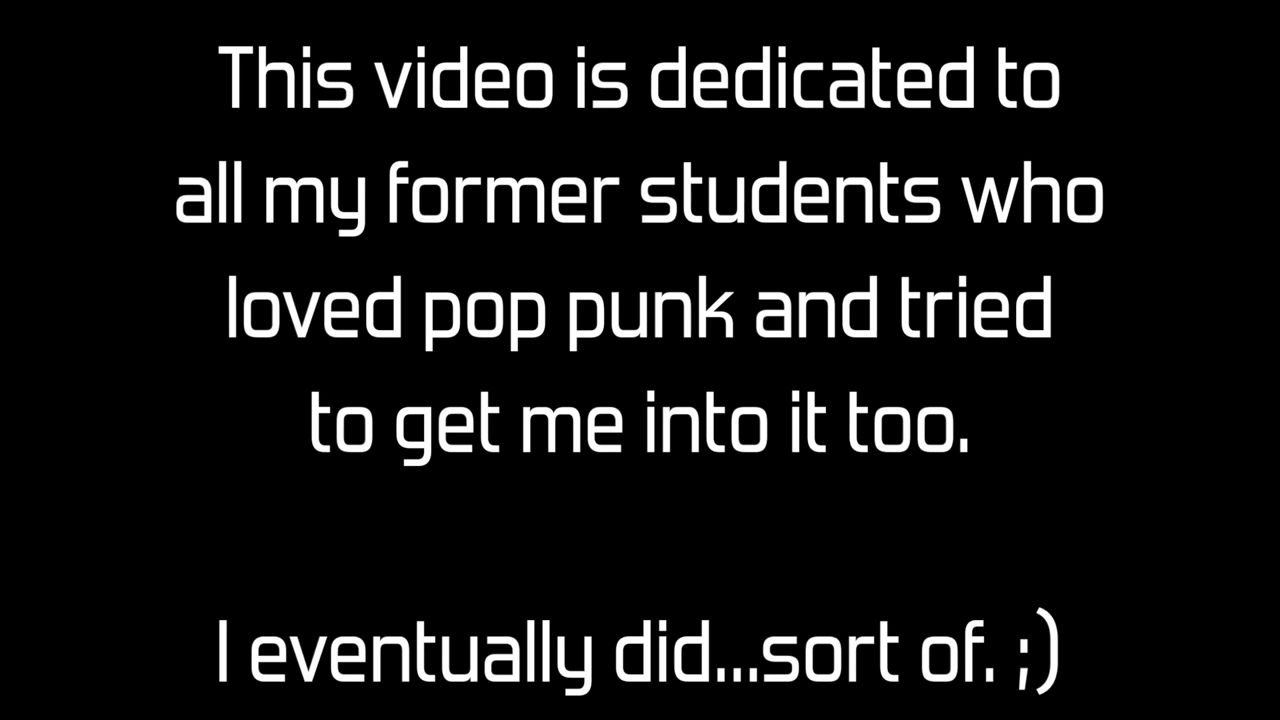 This video is dedicated to
all my former students who
loved pop punk and tried
to get me into it too.
I eventually did...sort of. ;)